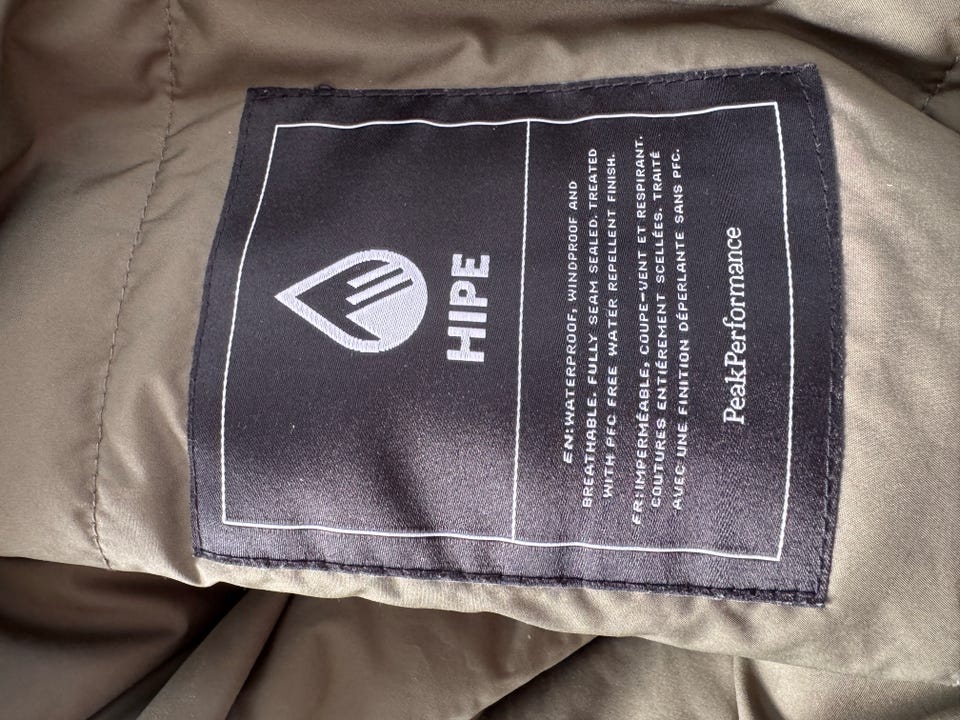 HIPE
EN:WATERPROOF, WINDPROOF AND
BREATHABLE. FULLY SEAM SEALED. TREATED
WITH PFC FREE WATER REPELLENT FINISH.
FR:IMPERMÉABLE, COUPE-VENT ET RESPIRANT.
COUTURES ENTIÉREMENT SCELLÉES. TRAITÉ
AVEC UNE FINITION DÉPERLANTE SANS PFC.
PeakPerformance